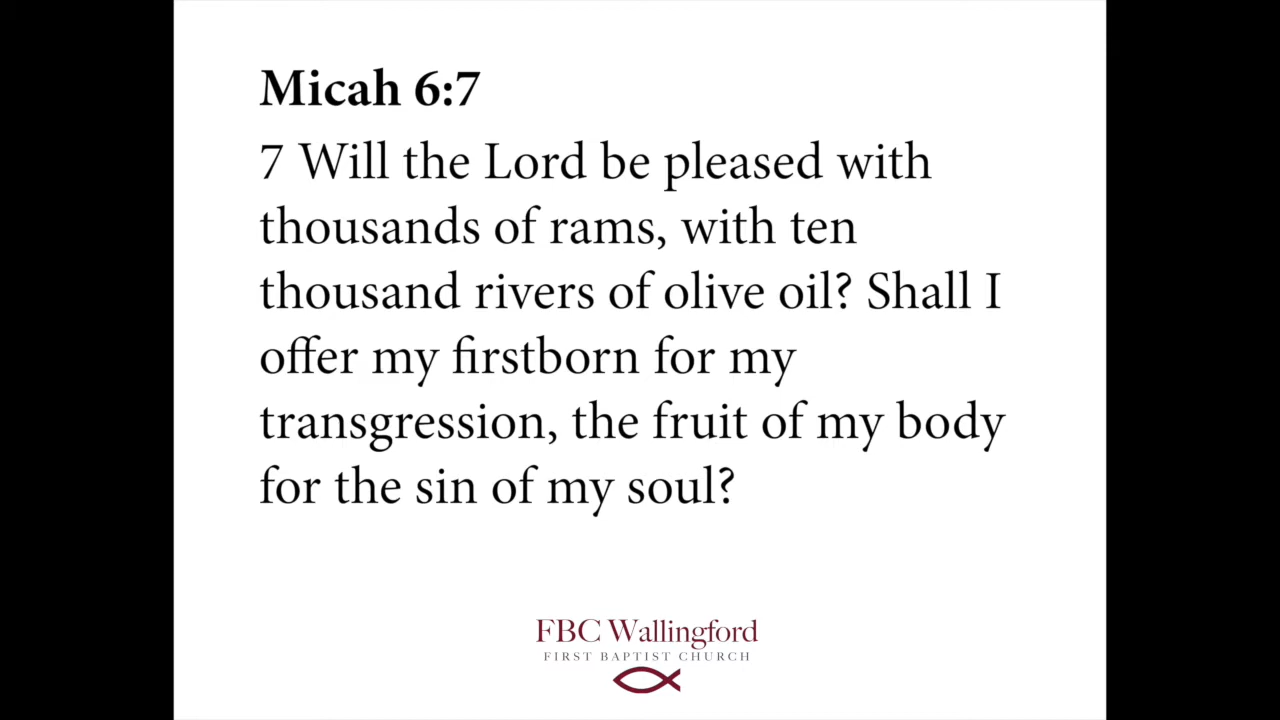 Micah 6:7
7 Will the Lord be pleased with
thousands of rams, with ten
thousand rivers of olive oil? Shall I
offer my firstborn for my
transgression, the fruit of my body
for the sin of my soul?
FBC Wallingford
FIRST BAPTIST CHURCH